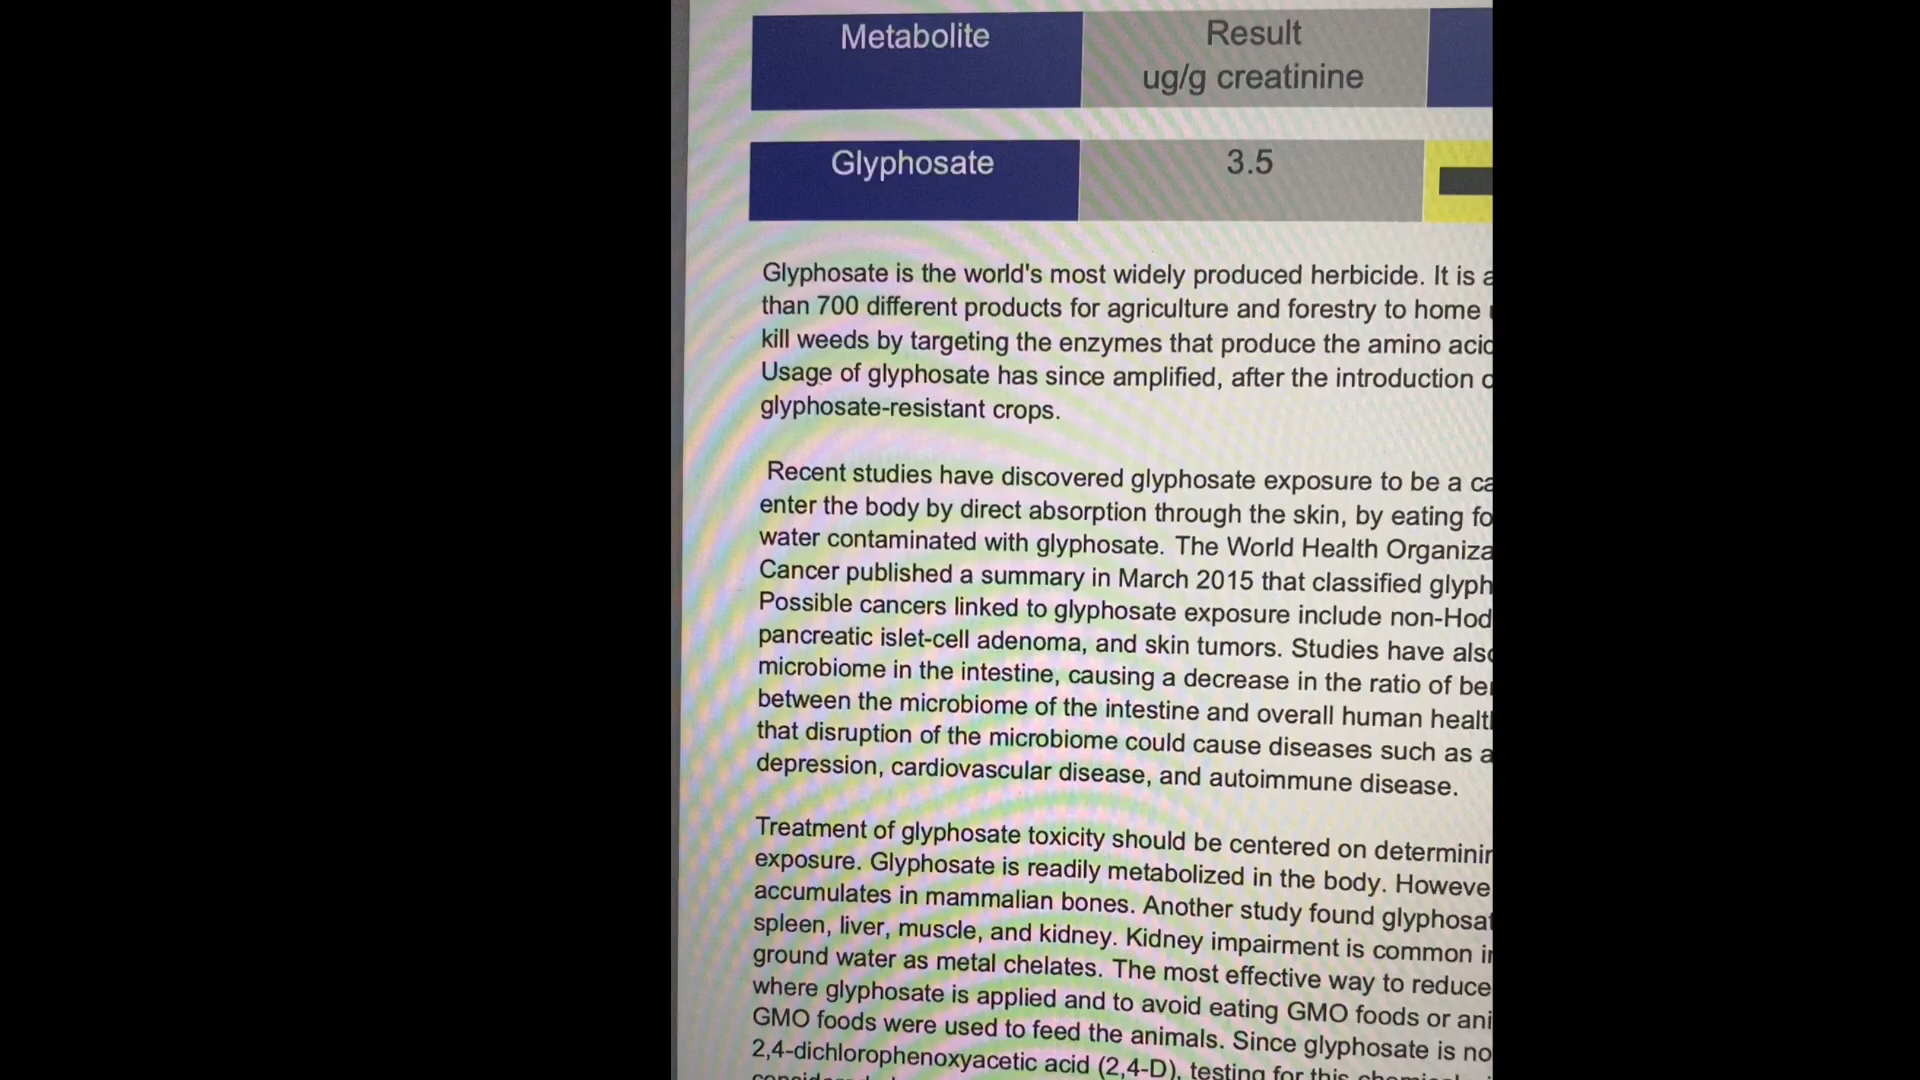 Metabolite
Result
ug/g creatinine
Glyphosate
3.5
Glyphosate is the world's most widely produced herbicide. It is
than 700 different products for agriculture and forestry to home
kill weeds by targeting the enzymes that produce the amino
Usage of glyphosate has since amplified, after the introduction
glyphosate-resistant crops.
Recent studies have discovered glyphosate exposure to be a
enter the body by direct absorption through the skin, by eating
water contaminated with glyphosate. The World Health
Cancer published a summary in March 2015 that classified
Possible cancers linked to glyphosate exposure include
pancreatic islet-cell adenoma, and skin tumors. Studies have
microbiome in the intestine, causing a decrease in the ratio of
between the microbiome of the intestine and overall human
that disruption of the microbiome could cause diseases such as
depression, cardiovascular disease, and autoimmune disease.
Treatment of glyphosate toxicity should be centered on
exposure. Glyphosate is readily metabolized in the body.
accumulates in mammalian bones. Another study found
spleen, liver, muscle, and kidney. Kidney impairment is common
ground water as metal chelates. The most effective way to reduce
where glyphosate is applied and to avoid eating GMO foods or
GMO foods were used to feed the animals. Since glyphosate is
2,4-dichlorophenoxyacetic acid (2,4-D), testing for this